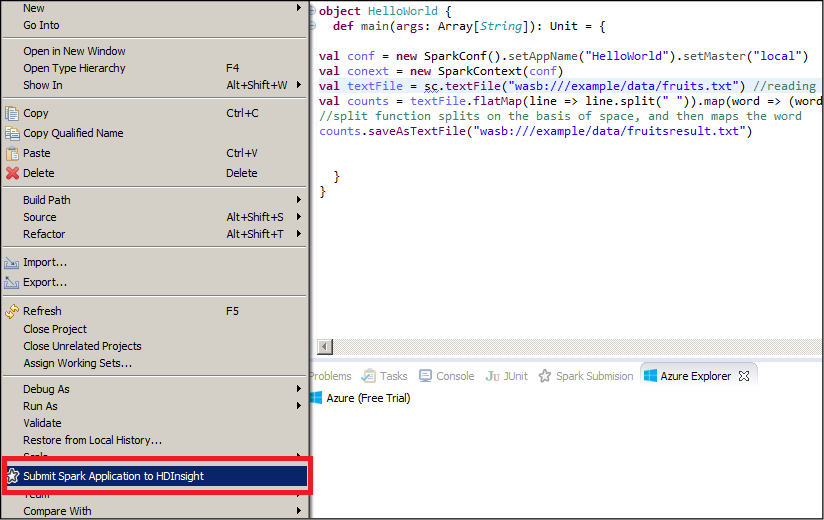 New
Go Into
Open in New Window
Open Type Hierarchy F4
Show In Alt+Shift+W
Copy Ctrl+C
Copy Qualified Name
Paste Ctrl+V
Delete Delete
Build Path
Source Alt+Shift+S
Refactor Alt+Shift+T
Import...
Export...
Refresh F5
Close Project
Close Unrelated Projects
Assign Working Sets...
Debug As
Run As
Validate
Restore from Local History...
Scala
Submit Spark Application to HDInsight
Team
Compare With
object HelloWorld {
def main(args: Array[String]): Unit = {
val conf = new SparkConf().setAppName("HelloWorld").setMaster("local")
val conext = new SparkContext(conf)
val textFile = sc.textFile("wasb:///example/data/fruits.txt") //reading
val counts = textFile.flatMap(line => line.split(" ")).map(word => (word
//split function splits on the basis of space, and then maps the word
counts.saveAsTextFile("wasb:///example/data/fruitsresult.txt")
}
}
Problems Tasks Console JU JUnit Spark Submision Azure Explorer
Azure (Free Trial)